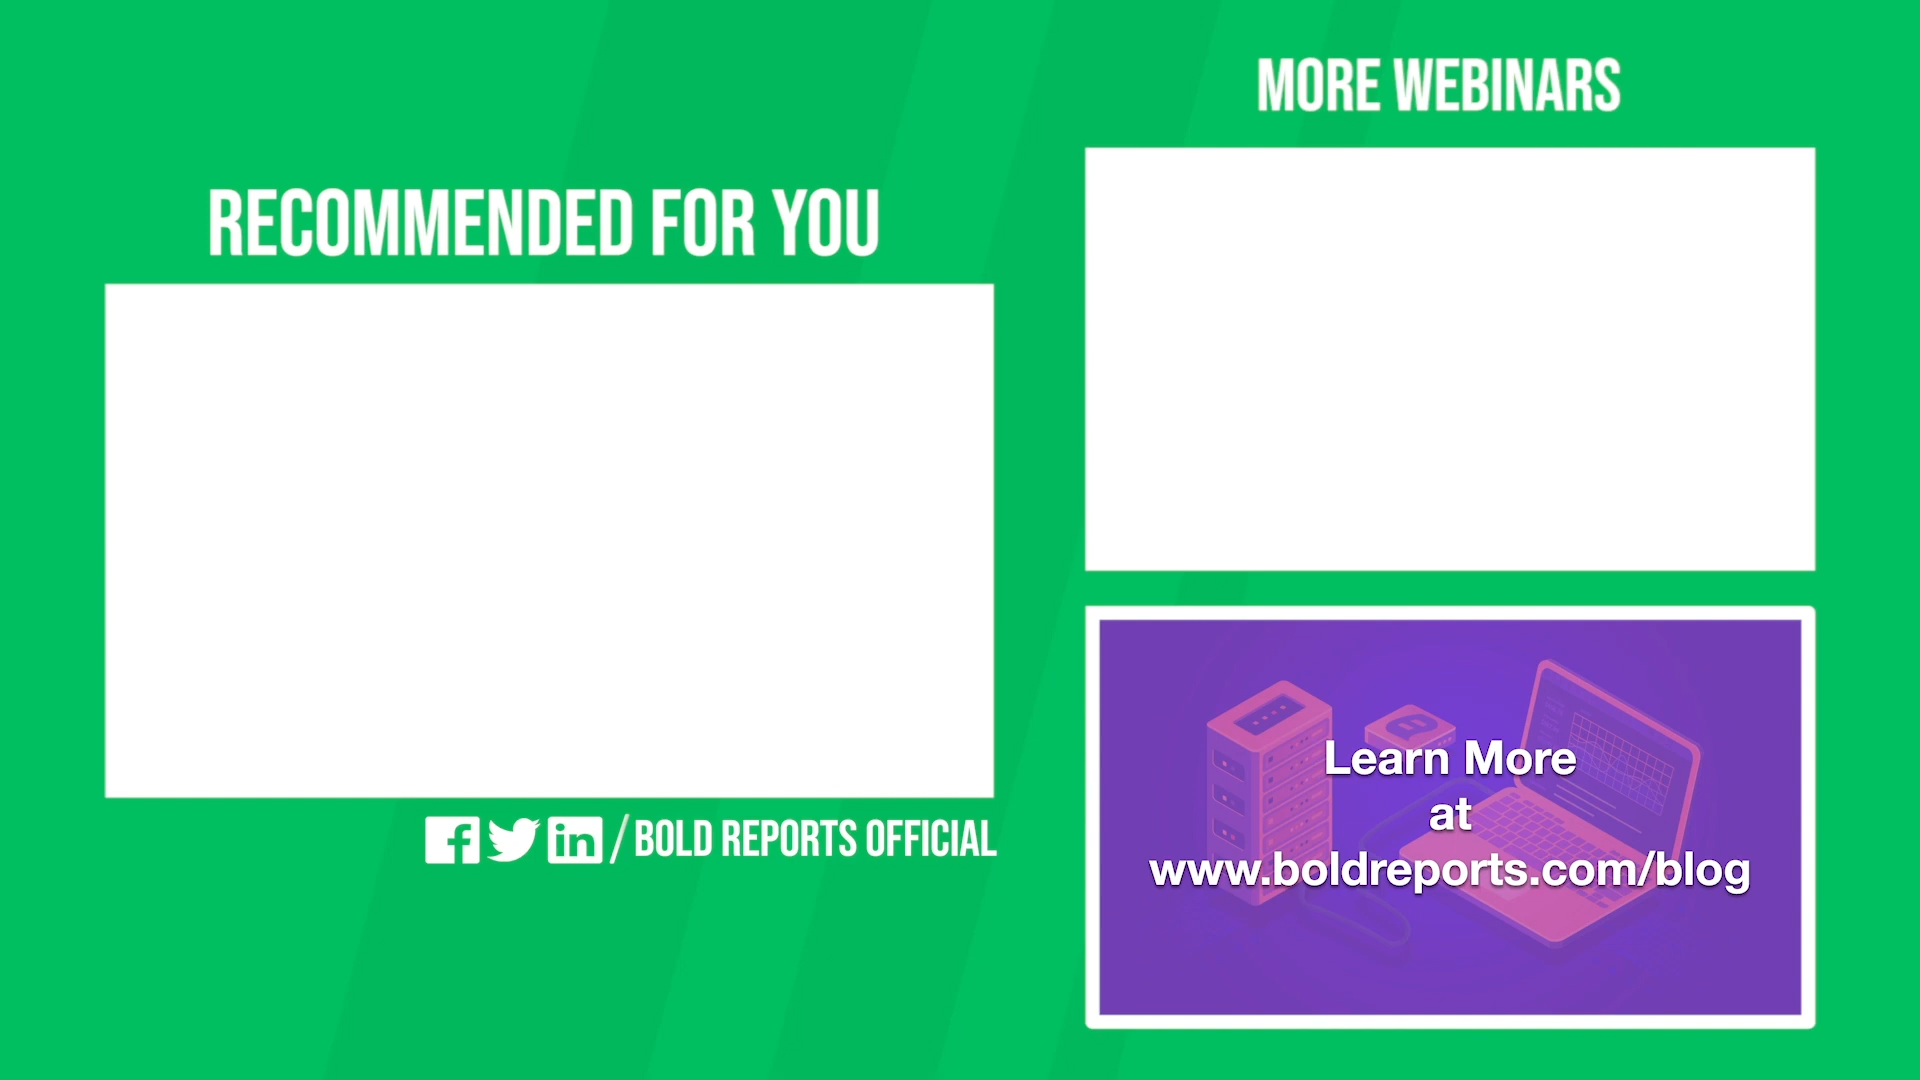 RECOMMENDED FOR YOU
/BOLD REPORTS OFFICIAL
MORE WEBINARS
Learn More
at
www.boldreports.com/blog